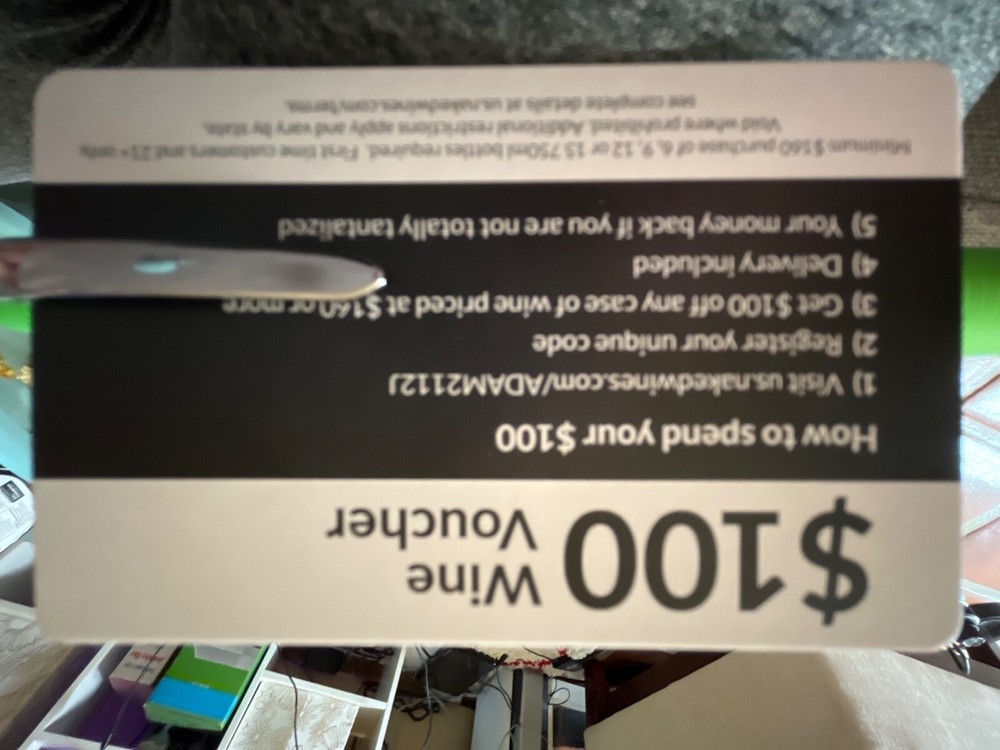 $100 Wine
Voucher
How to spend your $100
1) Visit us.nakedwines.com/ADAM2112J
2) Register your unique code
3) Get $100 off any case of wine priced at $160 or more
4) Delivery included
5) Your money back if you are not totally tantalized
Minimum $160 purchase of 6, 9, 12 or 15 750ml bottles required. First time customers and 21+ only
Void where prohibited. Additional restrictions apply and vary by state,
see complete details at us.nakedwines.com/terms.